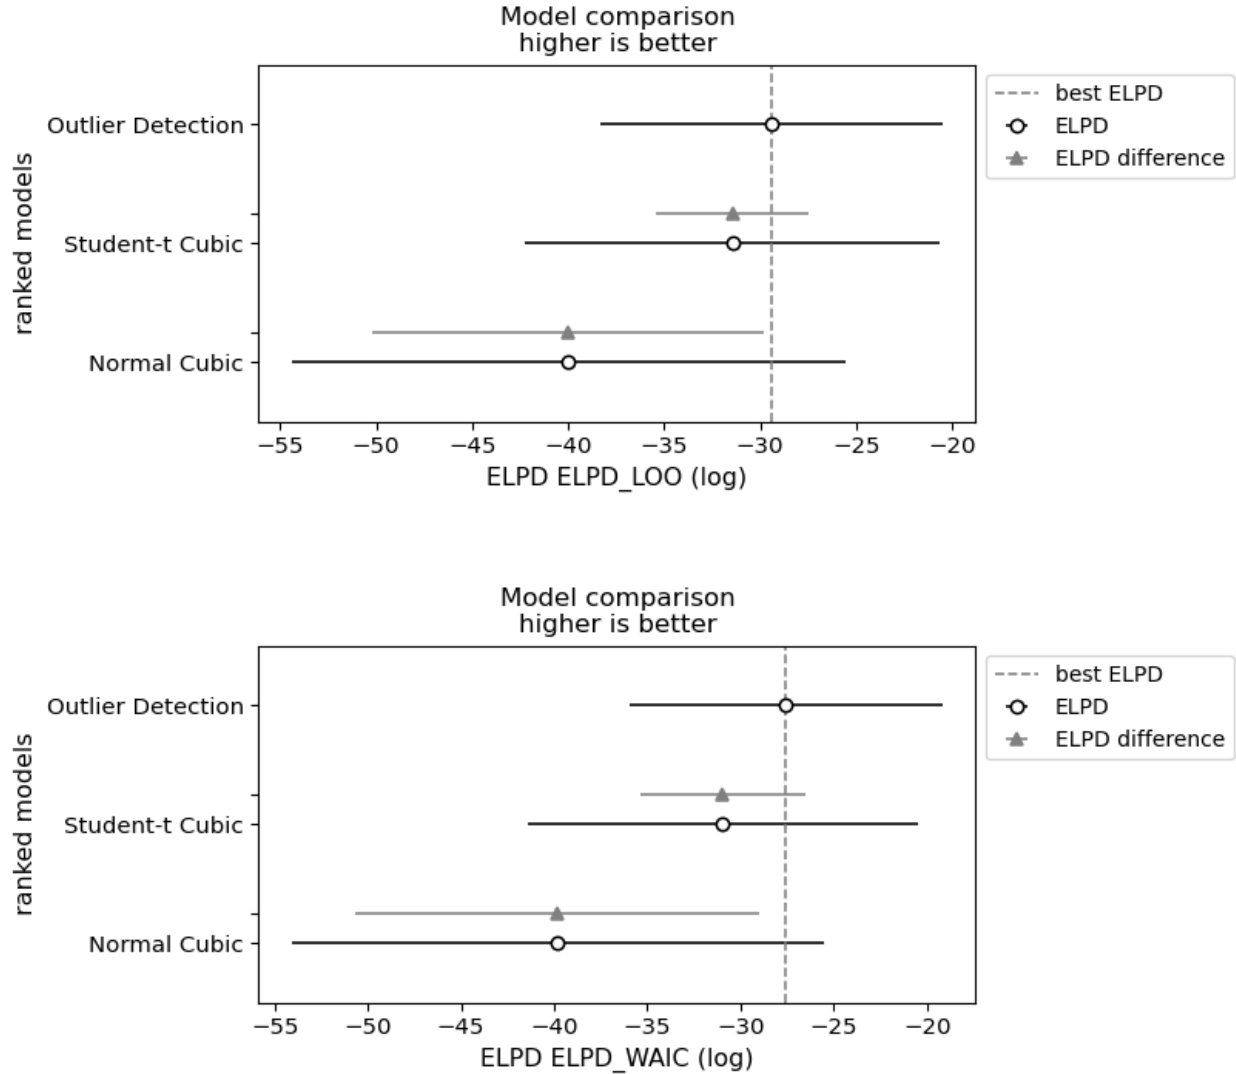 Model comparison
higher is better
best ELPD
ELPD
ELPD difference
Outlier Detection
Student-t Cubic
Normal Cubic
ranked models
−55 −50 −45 −40 −35 −30 −25 −20
ELPD ELPD_LOO (log)
Model comparison
higher is better
best ELPD
ELPD
ELPD difference
Outlier Detection
Student-t Cubic
Normal Cubic
ranked models
−55 −50 −45 −40 −35 −30 −25 −20
ELPD ELPD_WAIC (log)